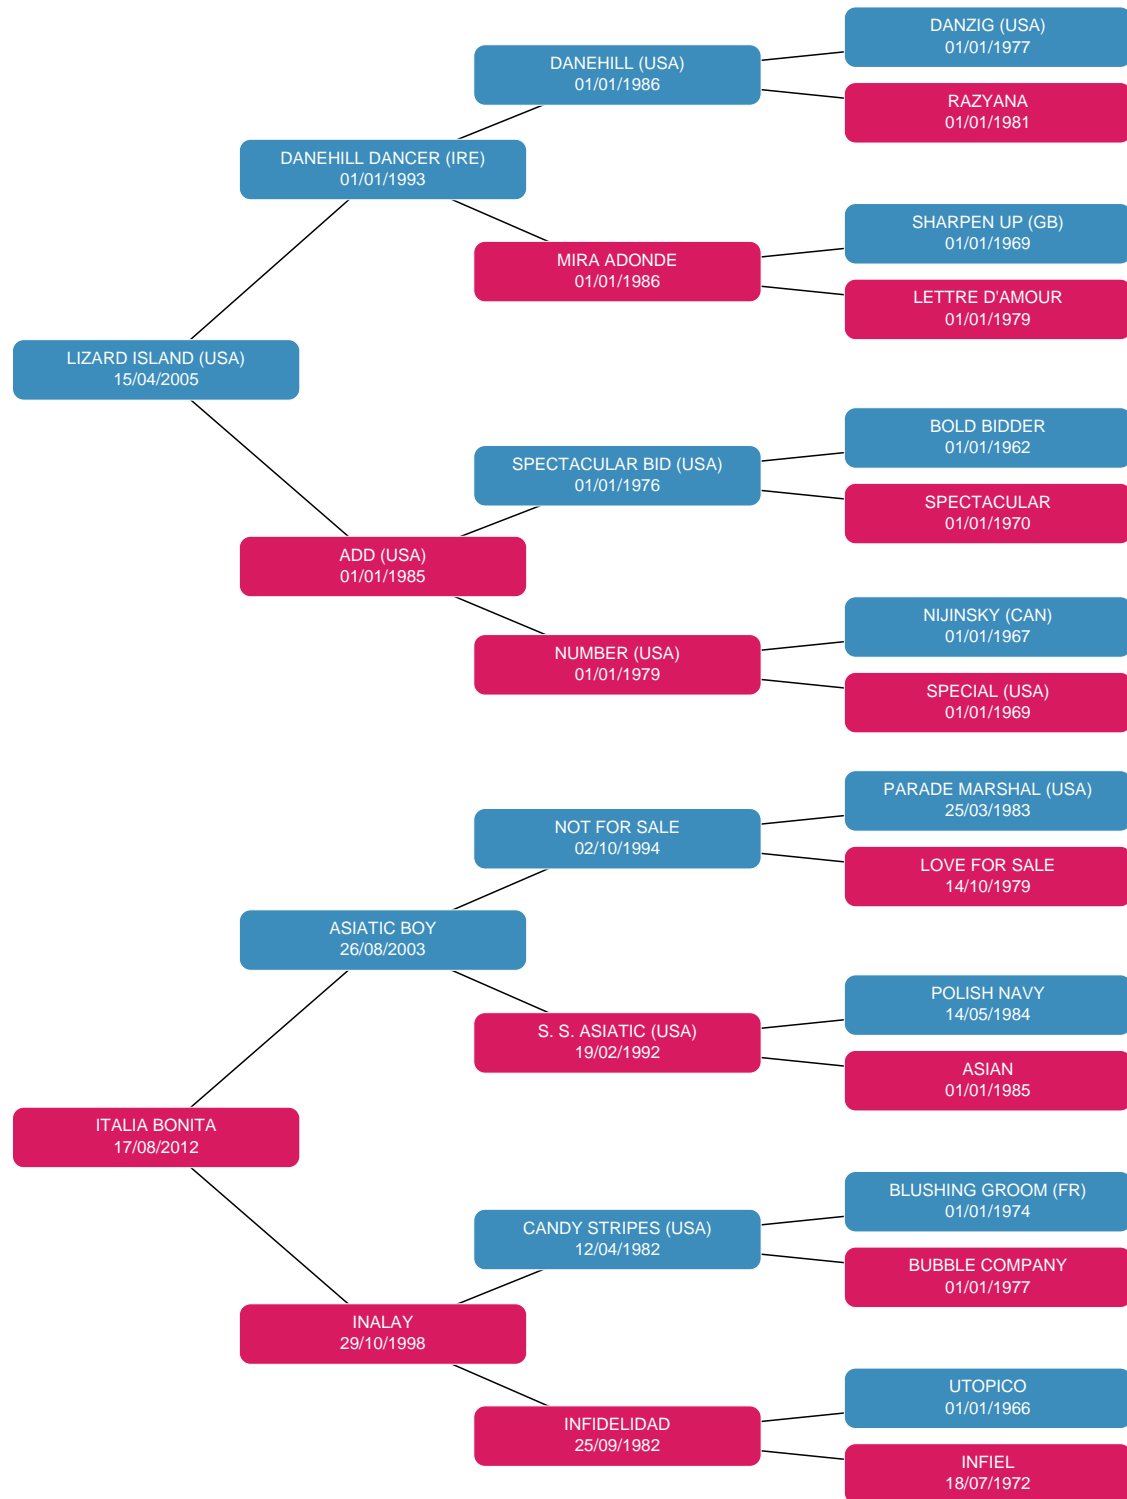 DANZIG (USA)
01/01/1977
DANEHILL (USA)
01/01/1986
RAZYANA
01/01/1981
DANEHILL DANCER (IRE)
01/01/1993
SHARPEN UP (GB)
01/01/1969
MIRA ADONDE
01/01/1986
LETTRE D'AMOUR
01/01/1979
LIZARD ISLAND (USA)
15/04/2005
BOLD BIDDER
01/01/1962
SPECTACULAR BID (USA)
01/01/1976
SPECTACULAR
01/01/1970
ADD (USA)
01/01/1985
NIJINSKY (CAN)
01/01/1967
NUMBER (USA)
01/01/1979
SPECIAL (USA)
01/01/1969
PARADE MARSHAL (USA)
25/03/1983
NOT FOR SALE
02/10/1994
LOVE FOR SALE
14/10/1979
ASIATIC BOY
26/08/2003
POLISH NAVY
14/05/1984
S. S. ASIATIC (USA)
19/02/1992
ASIAN
01/01/1985
ITALIA BONITA
17/08/2012
BLUSHING GROOM (FR)
01/01/1974
CANDY STRIPES (USA)
12/04/1982
BUBBLE COMPANY
01/01/1977
INALAY
29/10/1998
UTOPICO
01/01/1966
INFIDELIDAD
25/09/1982
INFIEL
18/07/1972